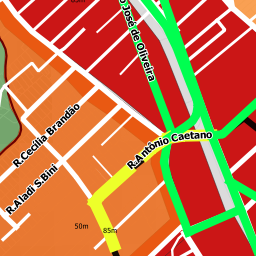 o José de Oliveira
R.Antônio Caetano
R.Cecília Brandão
R.Aladi S.Bini
50m
85m